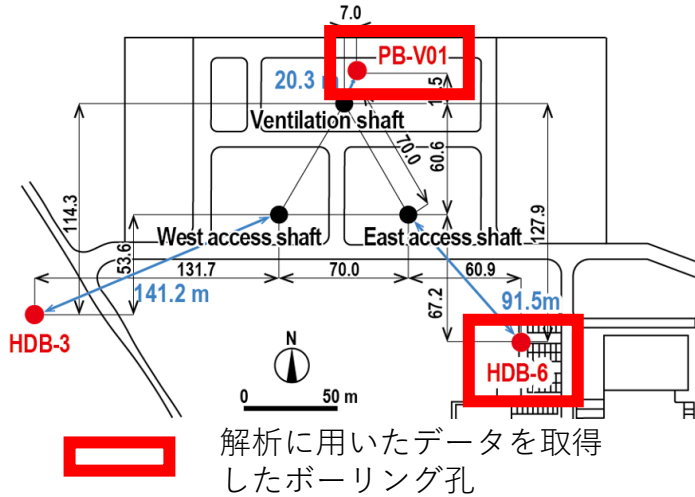 7.0
PB-V01
20.3 m
Ventilation shaft
70.0
60.6
114.3
127.9
West access shaft
East access shaft
53.6
131.7
70.0
60.9
141.2 m
67.2
91.5m
HDB-3
HDB-6
N
0
50 m
解析に用いたデータを取得
したボーリング孔